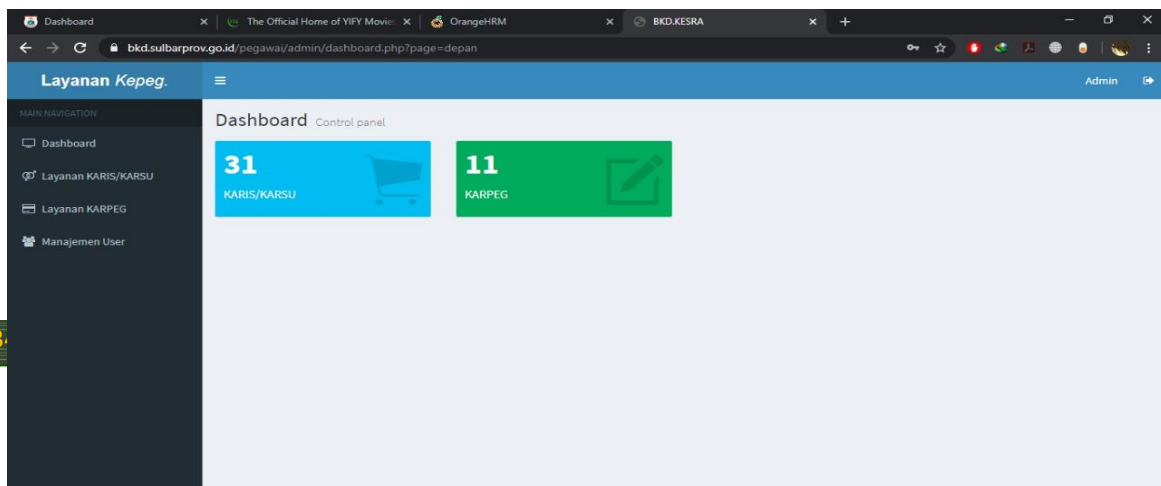 Dashboard
The Official Home of YIFY Movie
OrangeHRM
BKD.KESRA
bkd.sulbarprov.go.id/pegawai/admin/dashboard.php?page=depan
Layanan Kepeg.
Admin
MAIN NAVIGATION
Dashboard
Layanan KARIS/KARSU
Layanan KARPEG
Manajemen User
Dashboard Control panel
31
KARIS/KARSU
11
KARPEG